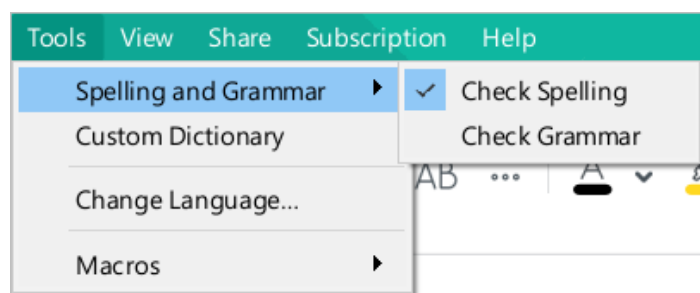 Tools View Share Subscription Help
Spelling and Grammar
Check Spelling
Custom Dictionary
Check Grammar
AB ... A
Change Language...
Macros